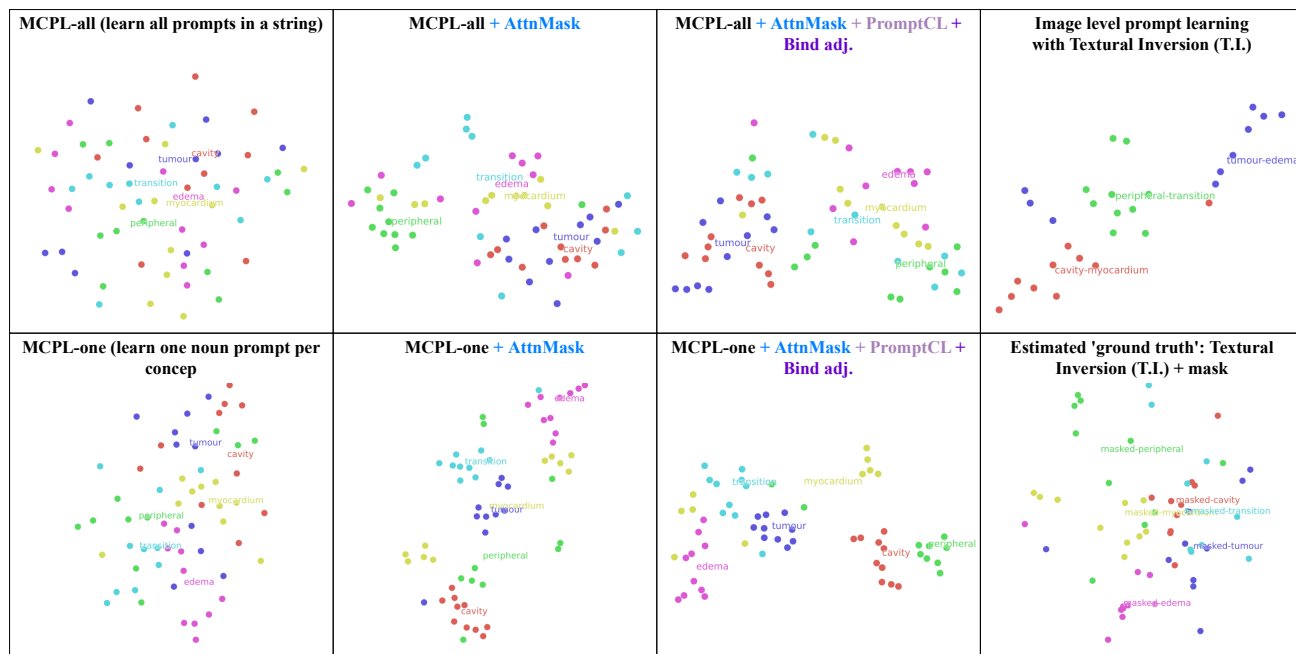 MCPL-all (learn all prompts in a string)
MCPL-all + AttnMask
MCPL-all + AttnMask + PromptCL +
Bind adj.
Image level prompt learning
with Textural Inversion (T.I.)
cavity
tumour
transition
edema
myocardium
peripheral
transition
edema
myocardium
peripheral
tumour
cavity
edema
myocardium
transition
tumour
cavity
peripheral
tumour-edema
peripheral-transition
cavity-myocardium
MCPL-one (learn one noun prompt per
concep
MCPL-one + AttnMask
MCPL-one + AttnMask + PromptCL +
Bind adj.
Estimated 'ground truth': Textural
Inversion (T.I.) + mask
tumour
cavity
myocardium
peripheral
transition
edema
edema
transition
myocardium
tumour
peripheral
cavity
transition
myocardium
tumour
peripheral
cavity
edema
masked-peripheral
masked-cavity
masked-myocardium
masked-transition
masked-tumour
masked-edema